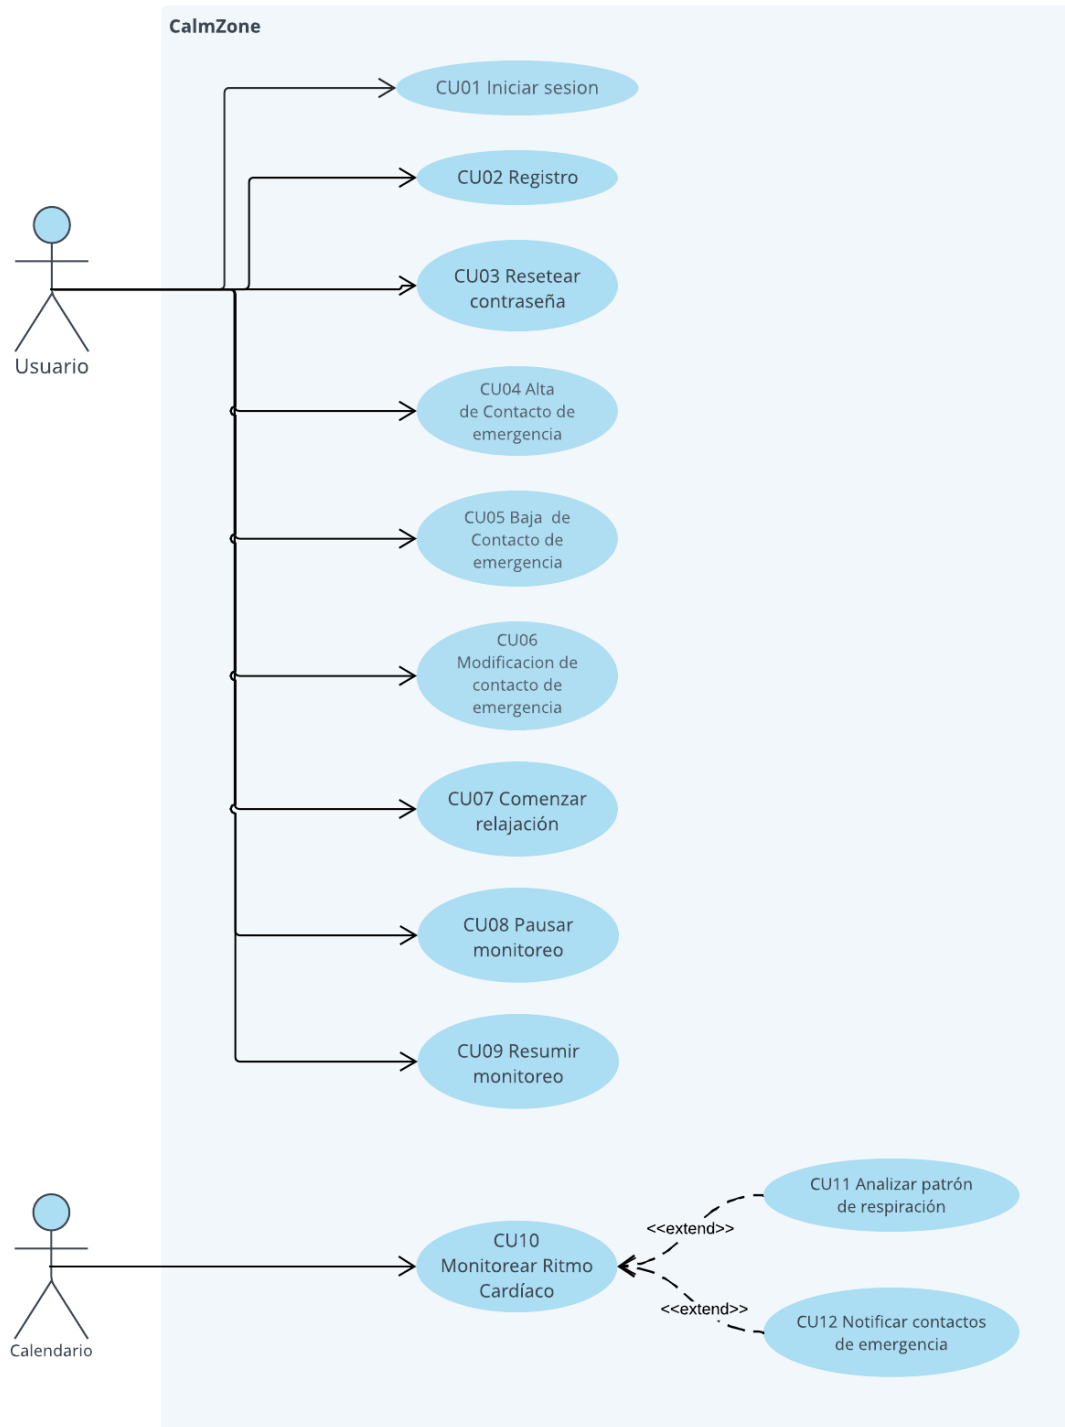 CalmZone
CU01 Iniciar sesion
CU02 Registro
CU03 Resetear
contraseña
Usuario
CU04 Alta
de Contacto de
emergencia
CU05 Baja  de
Contacto de
emergencia
CU06
Modificacion de
contacto de
emergencia
CU07 Comenzar
relajación
CU08 Pausar
monitoreo
CU09 Resumir
monitoreo
CU11 Analizar patrón
de respiración
<<extend>>
CU10
Monitorear Ritmo
Cardíaco
<<extend>>
CU12 Notificar contactos
de emergencia
Calendario